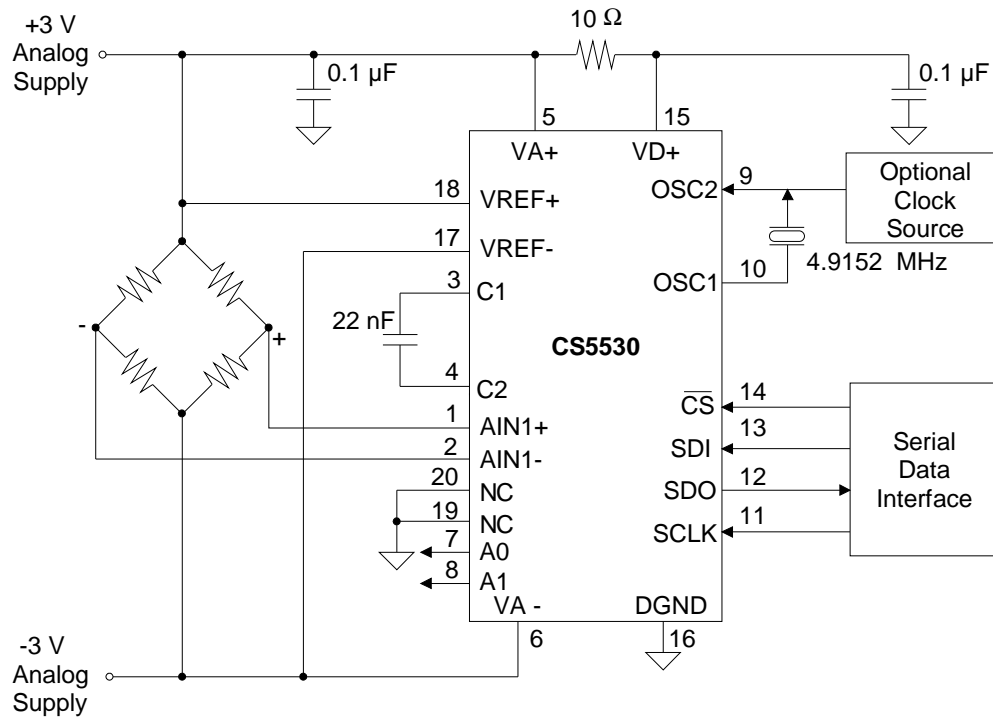 +3 V
Analog
Supply
10 Ω
0.1 µF
0.1 µF
5
15
VA+
VD+
18
VREF+
17
VREF-
3
C1
22 nF
4
C2
1
AIN1+
2
AIN1-
20
NC
19
NC
7
A0
8
A1
VA -
6
-
+
CS5530
OSC2
9
OSC1
10
4.9152 MHz
Optional
Clock
Source
CS
14
SDI
13
SDO
12
SCLK
11
Serial
Data
Interface
DGND
16
-3 V
Analog
Supply